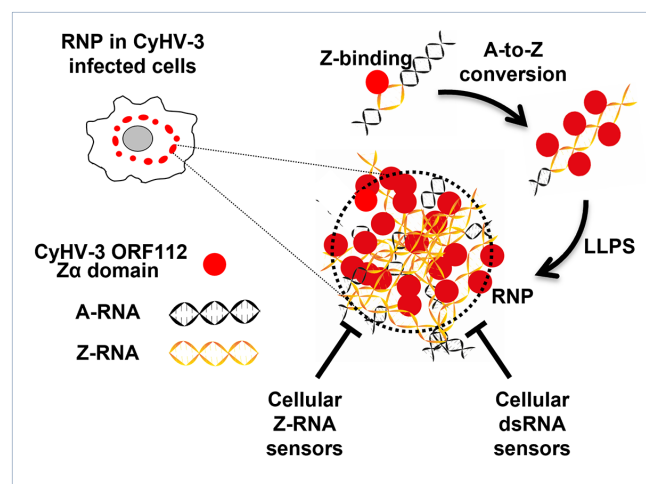 RNP in CyHV-3
infected cells
Z-binding
A-to-Z
conversion
LLPS
RNP
CyHV-3 ORF112
Zα domain
A-RNA
Z-RNA
Cellular
Z-RNA
sensors
Cellular
dsRNA
sensors